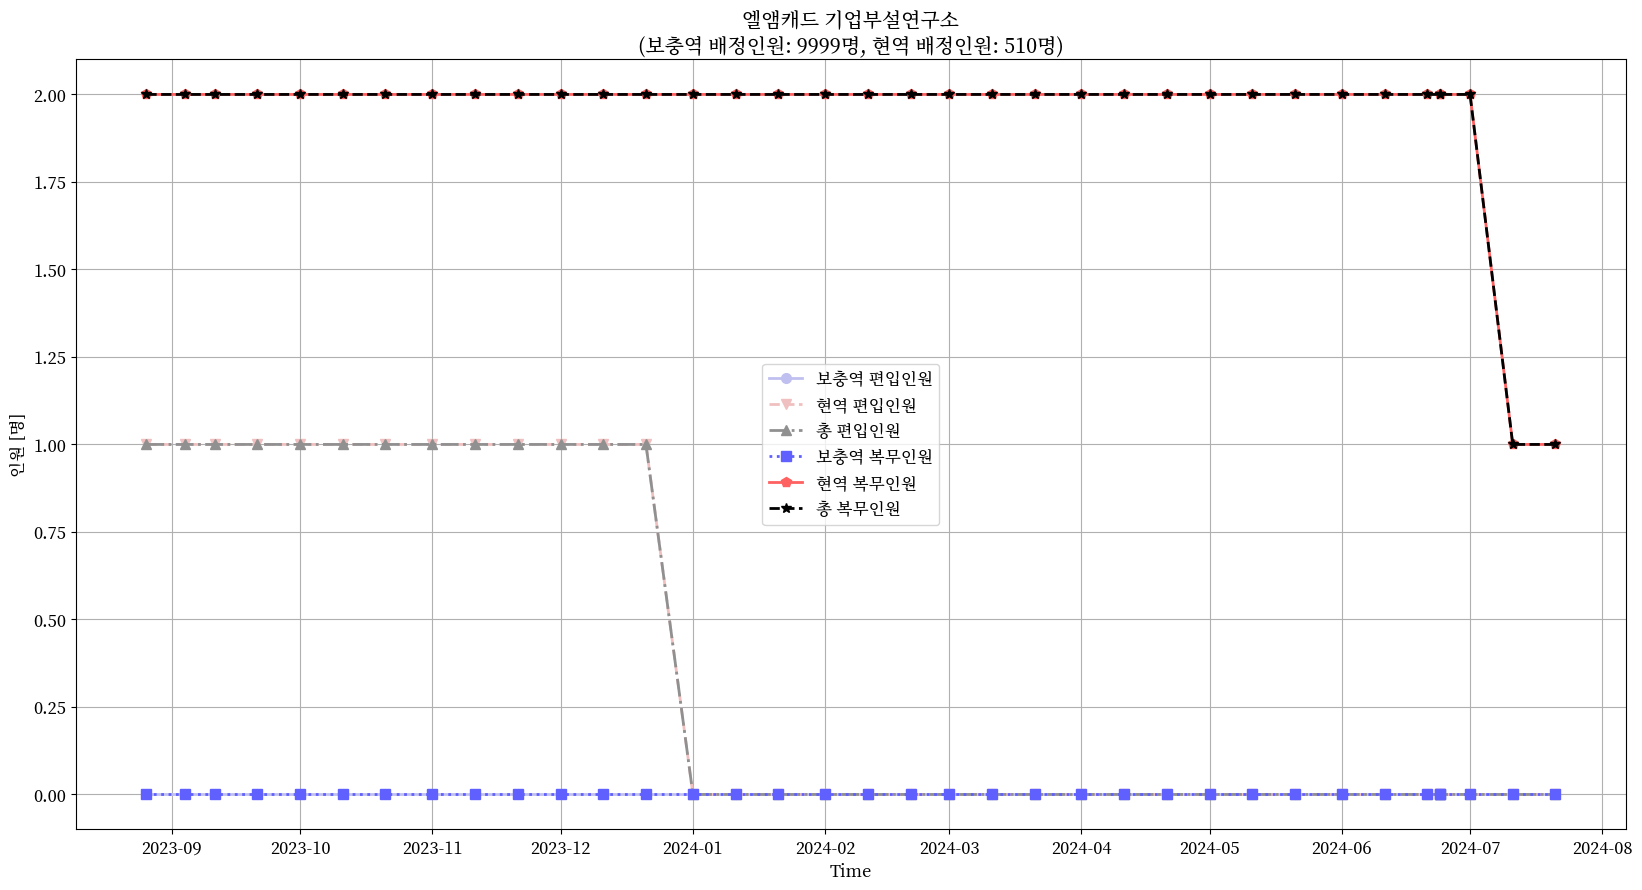 엘앰캐드 기업부설연구소
(보충역 배정인원: 9999명, 현역 배정인원: 510명)
인원 [명]
2.00
1.75
1.50
1.25
1.00
0.75
0.50
0.25
0.00
보충역 편입인원
현역 편입인원
총 편입인원
보충역 복무인원
현역 복무인원
총 복무인원
2023-09 2023-10 2023-11 2023-12 2024-01 2024-02 2024-03 2024-04 2024-05 2024-06 2024-07 2024-08
Time